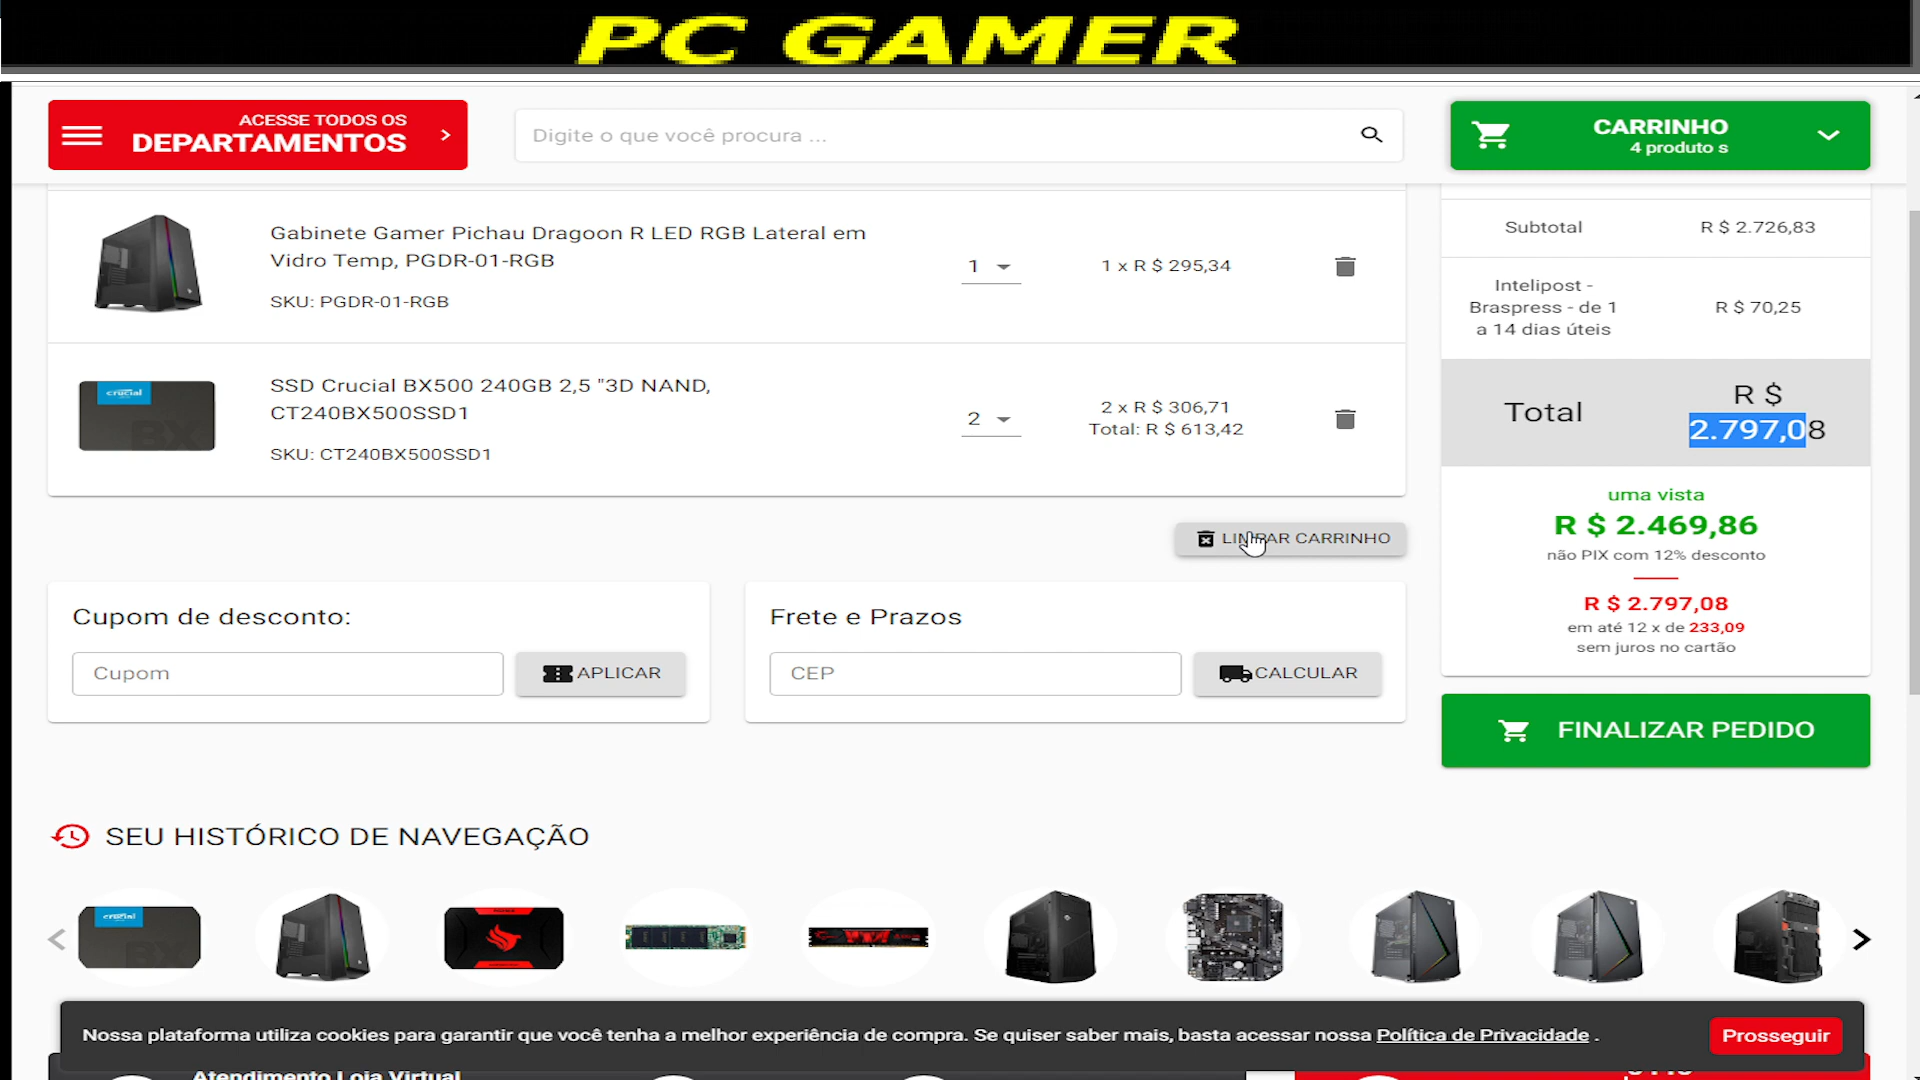 PC GAMER
ACESSE TODOS OS
DEPARTAMENTOS
Digite o que você procura ...
CARRINHO
4 produto s
Gabinete Gamer Pichau Dragoon R LED RGB Lateral em
Vidro Temp, PGDR-01-RGB
SKU: PGDR-01-RGB
1
1 x R $ 295,34
crucial
BX
SSD Crucial BX500 240GB 2,5 "3D NAND,
CT240BX500SSD1
SKU: CT240BX500SSD1
2
2 x R $ 306,71
Total: R $ 613,42
LIMPAR CARRINHO
Subtotal
R $ 2.726,83
Intelipost -
Braspress - de 1
a 14 dias úteis
R $ 70,25
Total
R $
2.797,08
uma vista
R $ 2.469,86
não PIX com 12% desconto
R $ 2.797,08
em até 12 x de 233,09
sem juros no cartão
FINALIZAR PEDIDO
Cupom de desconto:
Cupom
APLICAR
Frete e Prazos
CEP
CALCULAR
SEU HISTÓRICO DE NAVEGAÇÃO
crucial
BX
Nossa plataforma utiliza cookies para garantir que você tenha a melhor experiência de compra. Se quiser saber mais, basta acessar nossa Política de Privacidade .
Prosseguir
Atendimento Loja Virtual